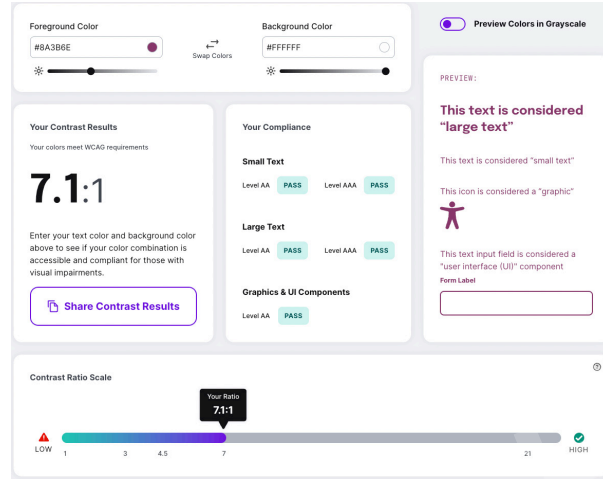 Foreground Color
#8A3B6E
Swap Colors
Background Color
#FFFFFF
Preview Colors in Grayscale
Your Contrast Results
Your colors meet WCAG requirements
7.1:1
Enter your text color and background color
above to see if your color combination is
accessible and compliant for those with
visual impairments.
Share Contrast Results
Your Compliance
Small Text
Level AA PASS Level AAA PASS
Large Text
Level AA PASS Level AAA PASS
Graphics & UI Components
Level AA PASS
PREVIEW:
This text is considered
“large text”
This text is considered “small text”
This icon is considered a “graphic”
This text input field is considered a
“user interface (UI)” component
Form Label
Contrast Ratio Scale
?
Your Ratio
7.1:1
LOW
1 3 4.5 7 21
HIGH